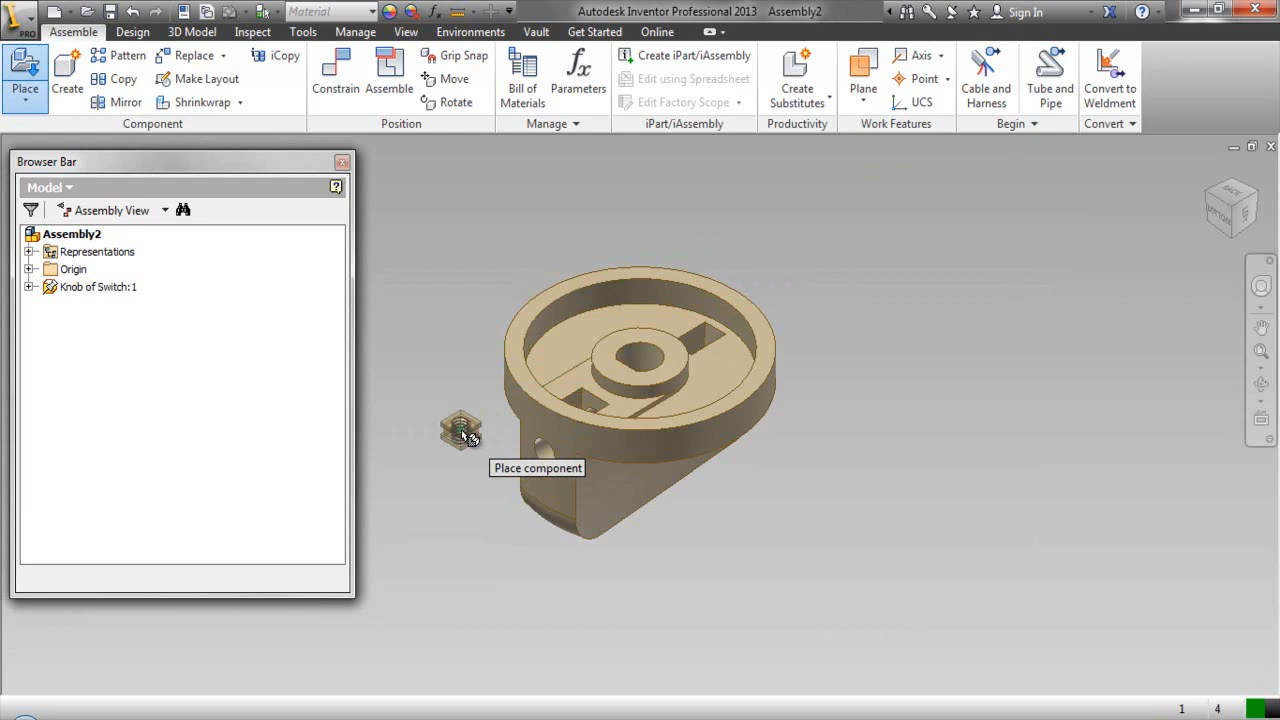 Material
Autodesk Inventor Professional 2013 Assembly2
Sign In
PRO
Assemble Design 3D Model Inspect Tools Manage View Environments Vault Get Started Online
Place
Create
Pattern
Copy
Mirror
Replace
Make Layout
Shrinkwrap
iCopy
Component
Constrain
Assemble
Grip Snap
Move
Rotate
Position
Bill of
Materials
Parameters
Manage
Create iPart/iAssembly
Edit using Spreadsheet
Edit Factory Scope
iPart/iAssembly
Create
Substitutes
Productivity
Plane
Axis
Point
UCS
Work Features
Cable and
Harness
Tube and
Pipe
Begin
Convert to
Weldment
Convert
Browser Bar
Model
Assembly View
Assembly2
Representations
Origin
Knob of Switch:1
BACK
BOTTOM
Place component
1 4